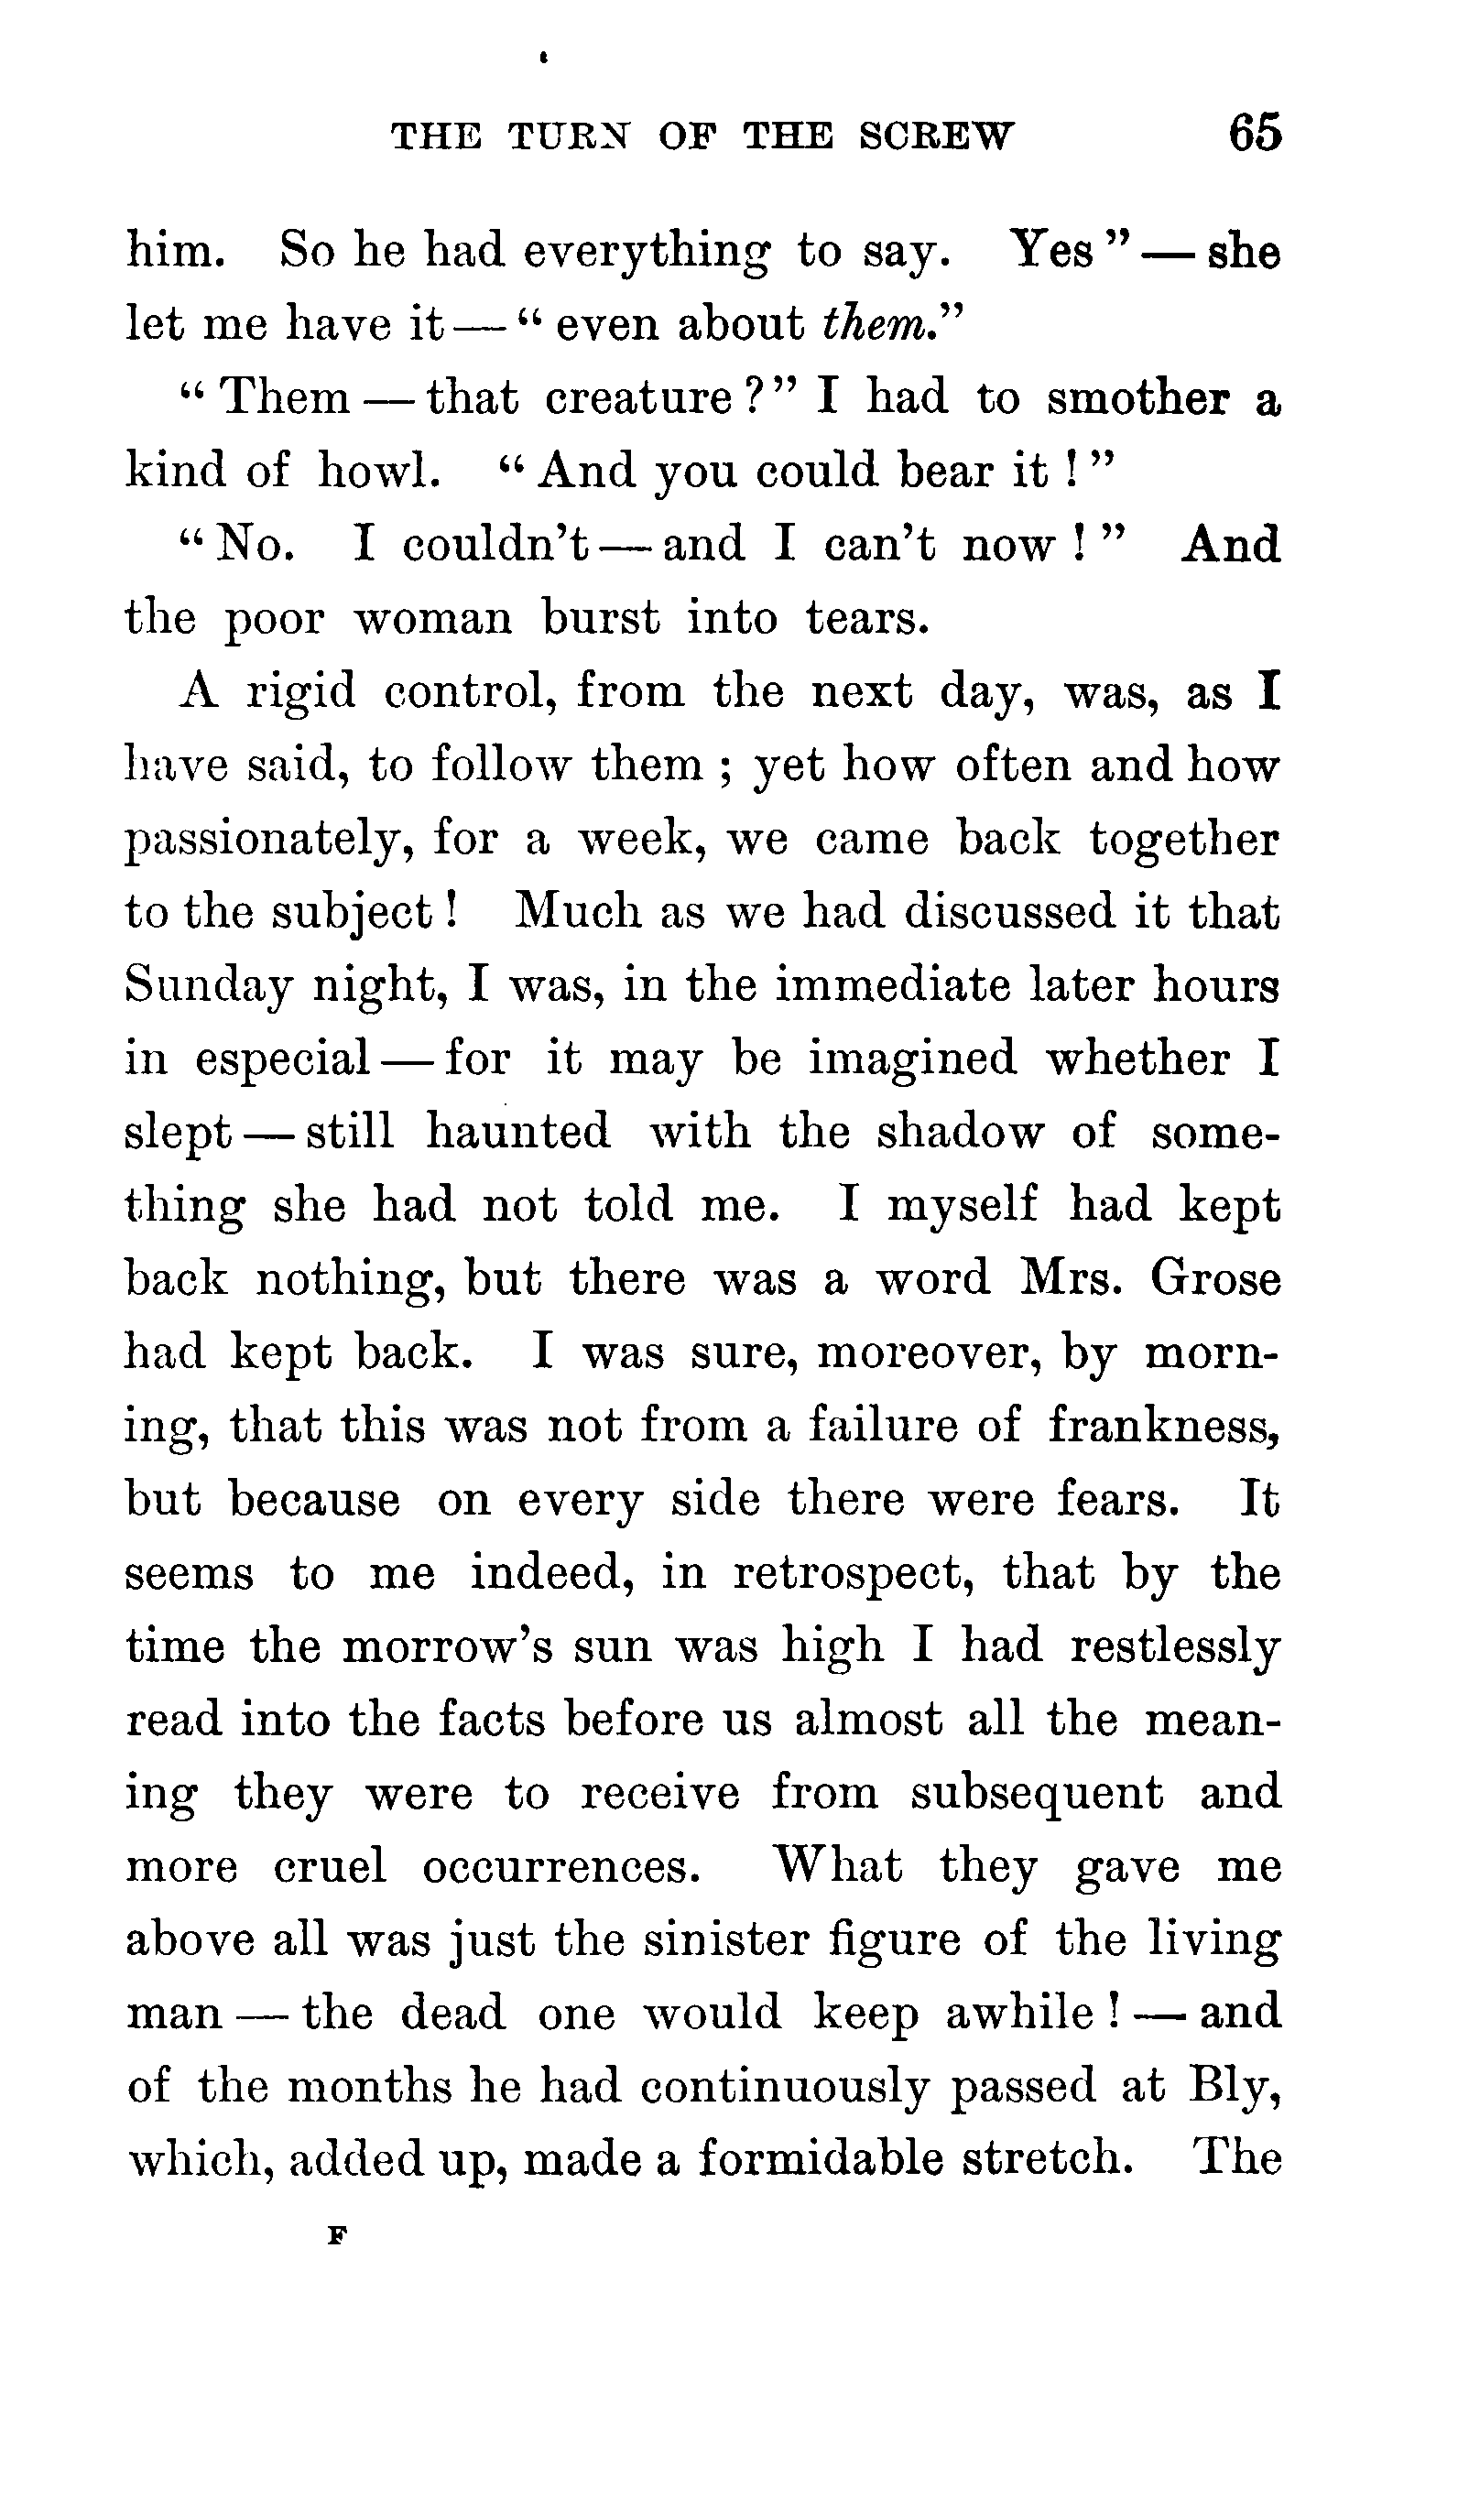 THE TURN OF THE SCREW 65
him. So he had everything to say. Yes” — she
let me have it — “even about them.”
“Them — that creature?” I had to smother a
kind of howl. “And you could bear it!”
“No. I couldn’t — and I can’t now!” And
the poor woman burst into tears.
A rigid control, from the next day, was, as I
have said, to follow them; yet how often and how
passionately, for a week, we came back together
to the subject! Much as we had discussed it that
Sunday night, I was, in the immediate later hours
in especial — for it may be imagined whether I
slept — still haunted with the shadow of some-
thing she had not told me. I myself had kept
back nothing, but there was a word Mrs. Grose
had kept back. I was sure, moreover, by morn-
ing, that this was not from a failure of frankness,
but because on every side there were fears. It
seems to me indeed, in retrospect, that by the
time the morrow’s sun was high I had restlessly
read into the facts before us almost all the mean-
ing they were to receive from subsequent and
more cruel occurrences. What they gave me
above all was just the sinister figure of the living
man — the dead one would keep awhile! — and
of the months he had continuously passed at Bly,
which, added up, made a formidable stretch. The
F